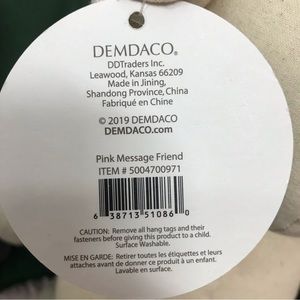 DEMDACO®
DDTraders Inc.
Leawood, Kansas 66209
Made in Jining,
Shandong Province, China
Fabriqué en Chine
© 2019 DEMDACO
DEMDACO.com
Pink Message Friend
ITEM # 5004700971
6 38713 51086 0
CAUTION: Remove all hang tags and their
fasteners before giving this product to a child.
Surface Washable.
MISE EN GARDE: Retirer toutes les étiquettes et leurs
attaches avant de donner ce produit à un enfant.
Lavable en surface.